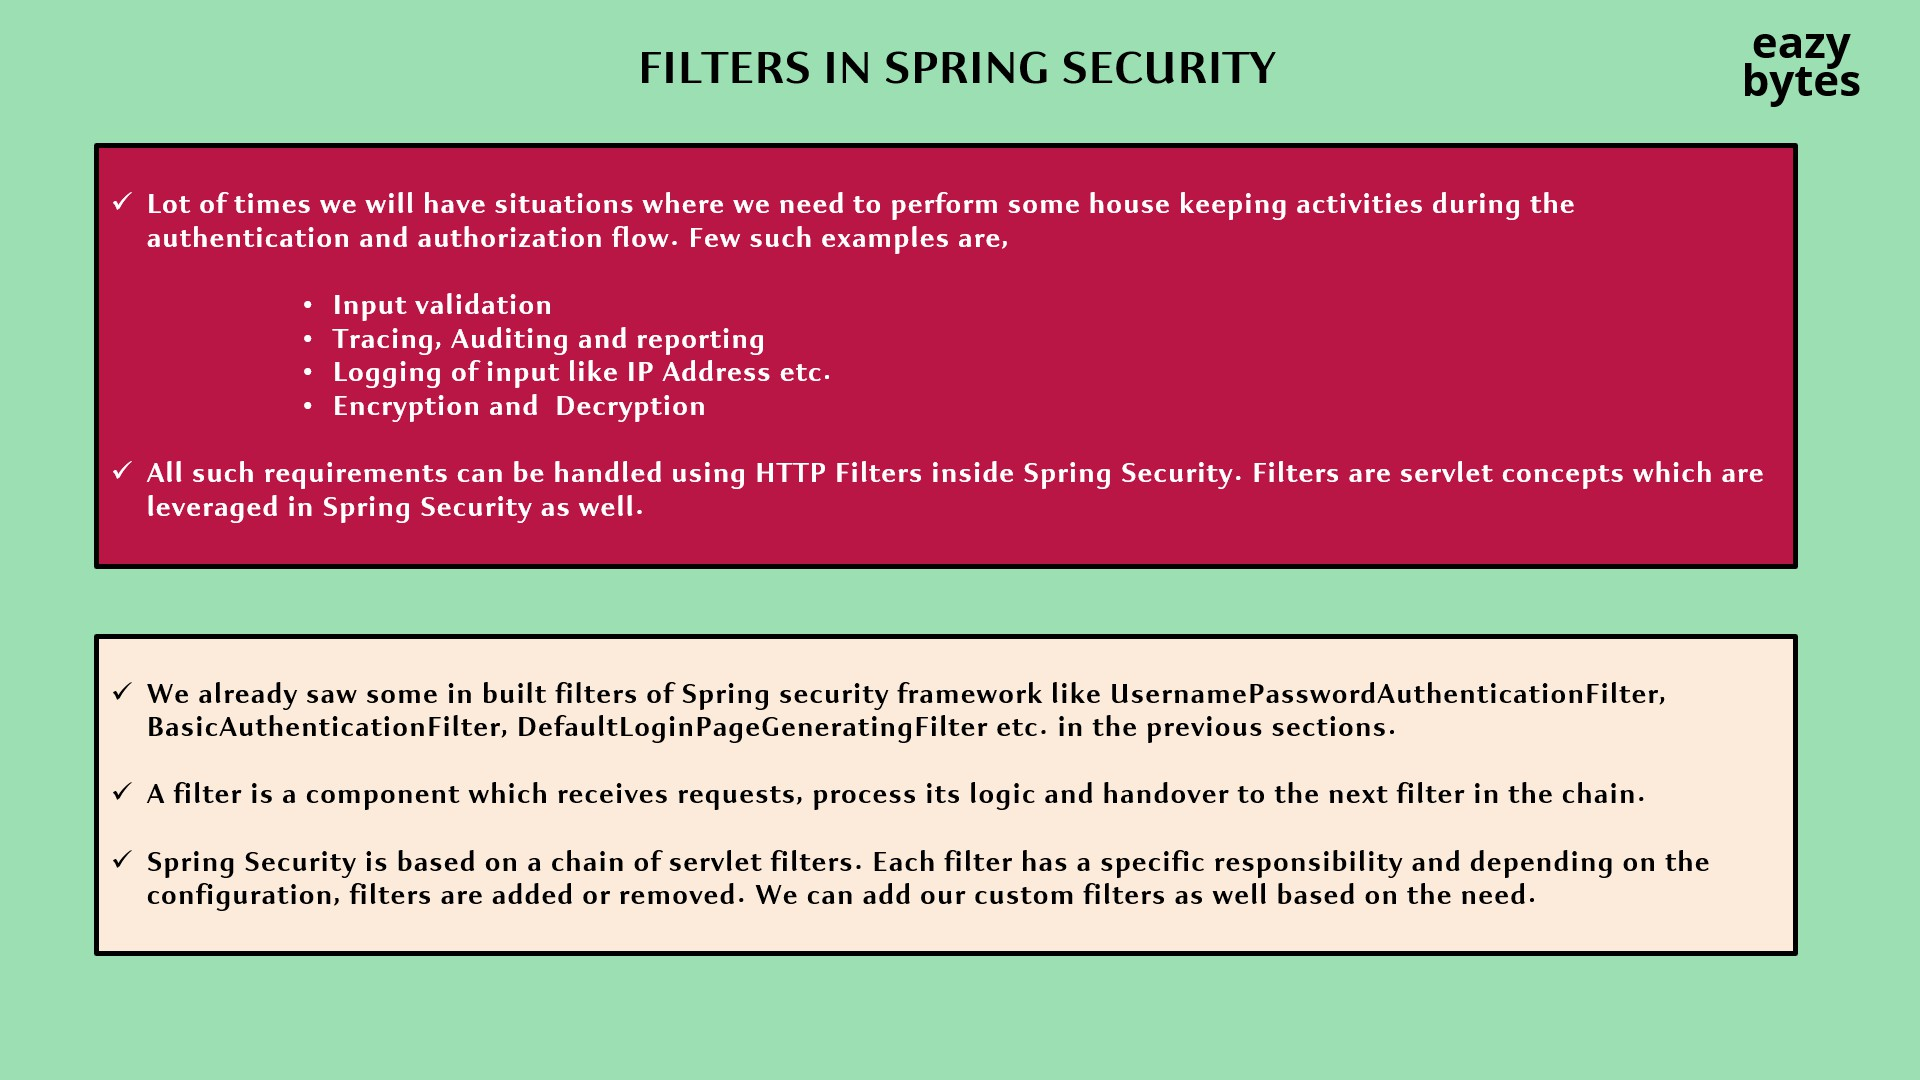 FILTERS IN SPRING SECURITY
eazy
bytes
✓ Lot of times we will have situations where we need to perform some house keeping activities during the
authentication and authorization flow. Few such examples are,
• Input validation
• Tracing, Auditing and reporting
• Logging of input like IP Address etc.
• Encryption and  Decryption
✓ All such requirements can be handled using HTTP Filters inside Spring Security. Filters are servlet concepts which are
leveraged in Spring Security as well.
✓ We already saw some in built filters of Spring security framework like UsernamePasswordAuthenticationFilter,
BasicAuthenticationFilter, DefaultLoginPageGeneratingFilter etc. in the previous sections.
✓ A filter is a component which receives requests, process its logic and handover to the next filter in the chain.
✓ Spring Security is based on a chain of servlet filters. Each filter has a specific responsibility and depending on the
configuration, filters are added or removed. We can add our custom filters as well based on the need.